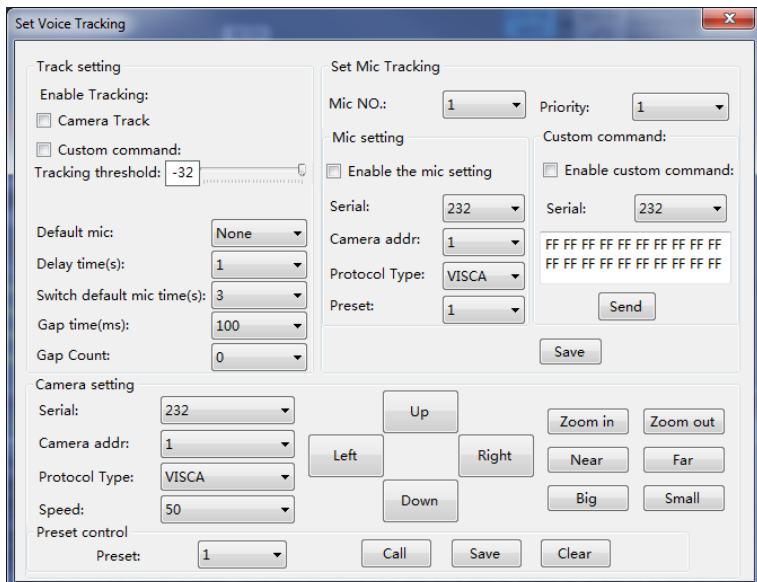 Set Voice Tracking
x
Track setting
Enable Tracking:
Camera Track
Custom command:
Tracking threshold: -32
Default mic: None
Delay time(s): 1
Switch default mic time(s): 3
Gap time(ms): 100
Gap Count: 0
Set Mic Tracking
Mic NO.: 1 Priority: 1
Mic setting
Enable the mic setting
Serial: 232
Camera addr: 1
Protocol Type: VISCA
Preset: 1
Custom command:
Enable custom command:
Serial: 232
FF FF FF FF FF FF FF FF FF
FF FF FF FF FF FF FF FF FF
Send
Save
Camera setting
Serial: 232
Camera addr: 1
Protocol Type: VISCA
Speed: 50
Up
Left Right
Down
Zoom in Zoom out
Near Far
Big Small
Preset control
Preset: 1 Call Save Clear